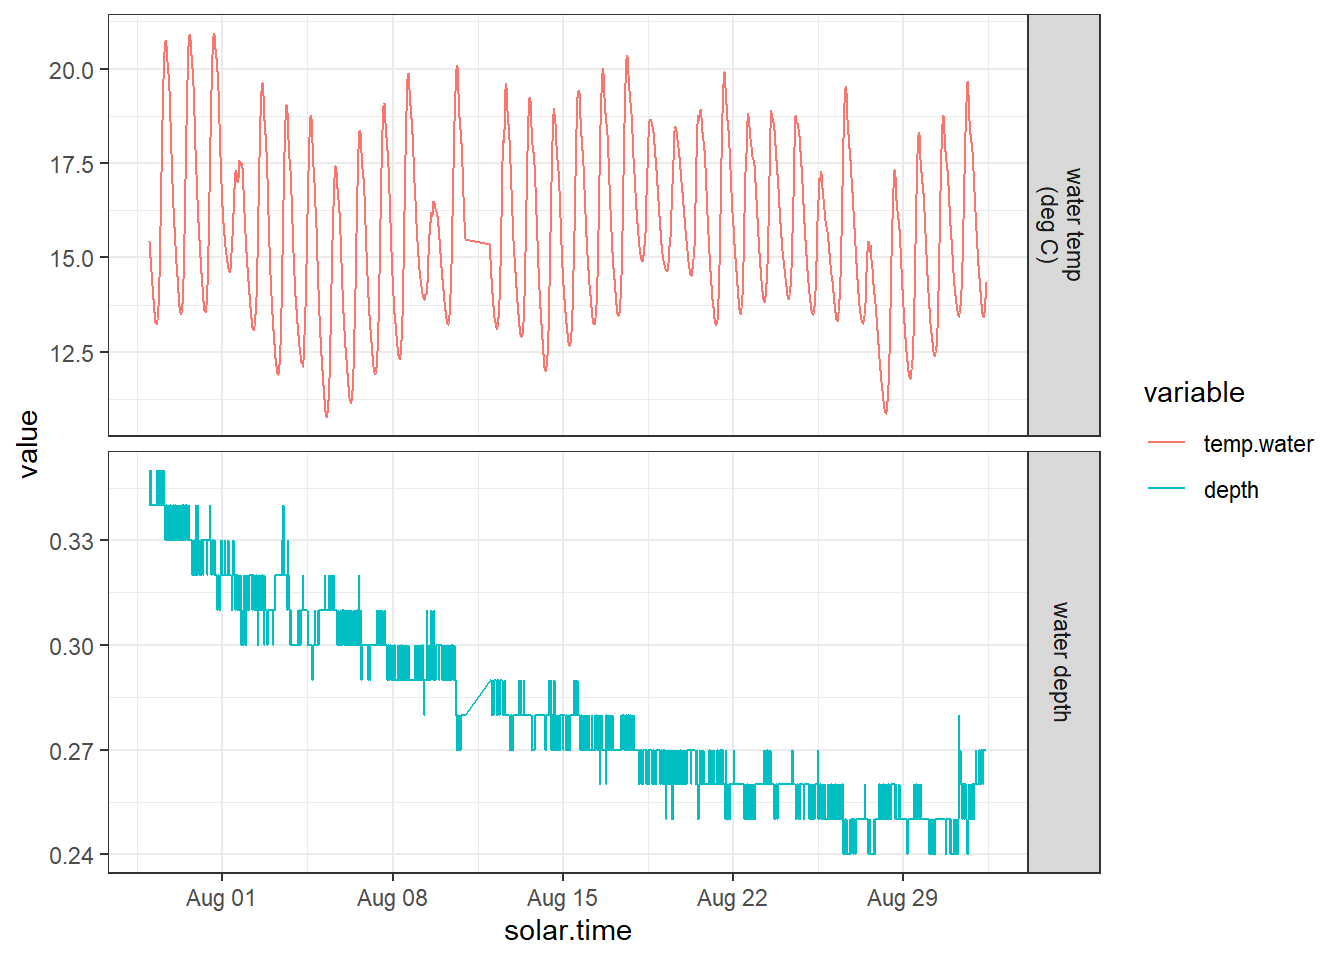 20.0
17.5
15.0
12.5
water temp
(deg C)
value
0.33
0.30
0.27
0.24
water depth
Aug 01
Aug 08
Aug 15
Aug 22
Aug 29
solar.time
variable
temp.water
depth